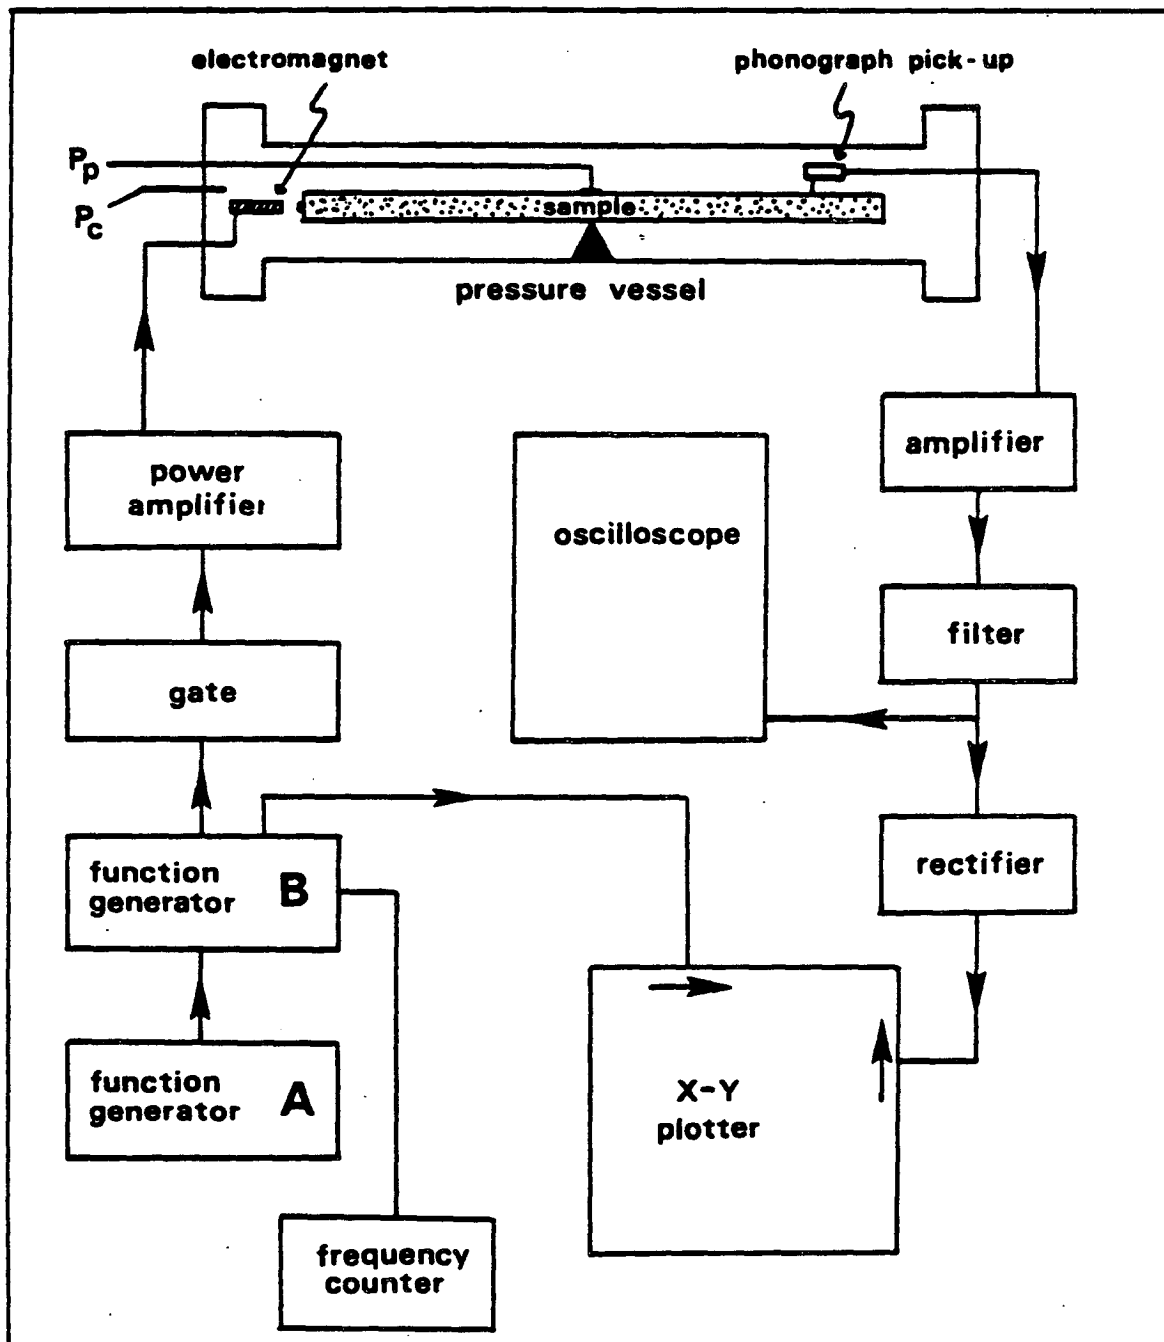 electromagnet
phonograph pick-up
Pp
Pc
sample
pressure vessel
power
amplifier
amplifier
oscilloscope
filter
gate
function
generator B
rectifier
function
generator A
X-Y
plotter
frequency
counter